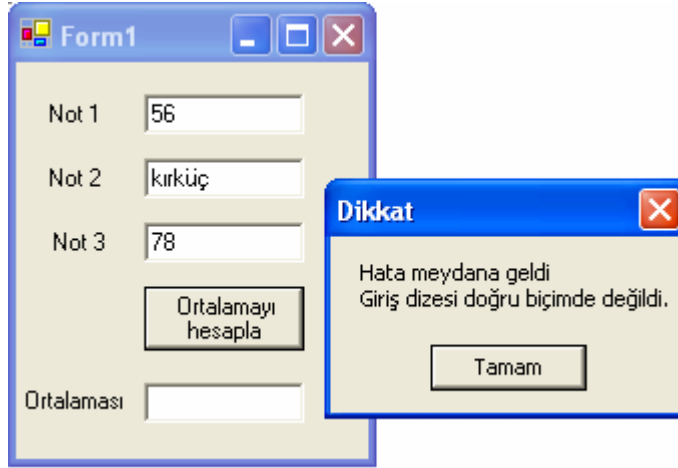 Form1
Not 1
56
Not 2
kırküç
Not 3
78
Ortalamayı
hesapla
Ortalaması
Dikkat
Hata meydana geldi
Giriş dizesi doğru biçimde değildi.
Tamam